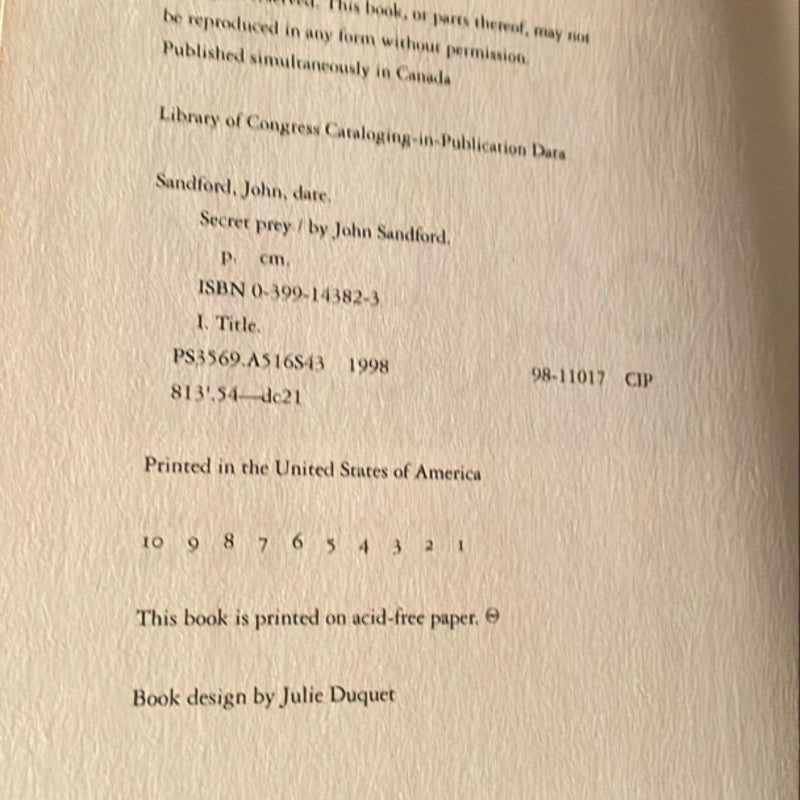 This book, or parts thereof, may not
be reproduced in any form without permission.
Published simultaneously in Canada
Library of Congress Cataloging-in-Publication Data
Sandford, John, date.
Secret prey / by John Sandford.
p. cm.
ISBN 0-399-14382-3
I. Title.
PS3569.A516S43 1998 98-11017 CIP
813'.54—dc21
Printed in the United States of America
10 9 8 7 6 5 4 3 2 1
This book is printed on acid-free paper. ♾
Book design by Julie Duquet